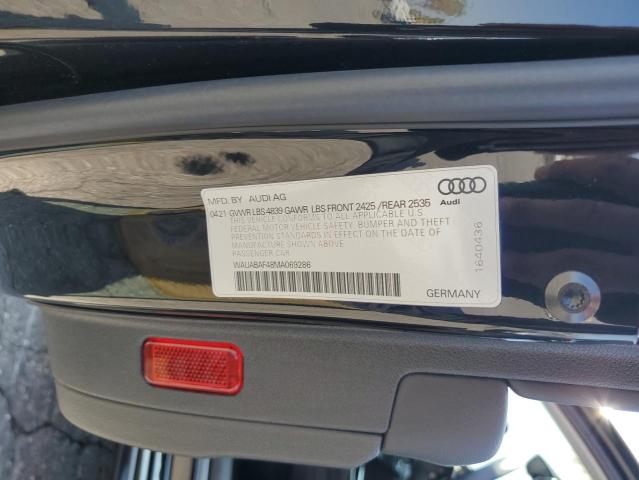 MFD. BY AUDI AG
0421 GVWR LBS 4839 GAWR LBS FRONT 2425 /REAR 2535
THIS VEHICLE CONFORMS TO ALL APPLICABLE U.S
FEDERAL MOTOR VEHICLE SAFETY, BUMPER AND THEFT
PREVENTION STANDARDS IN EFFECT ON THE DATE OF
MANUFACTURE SHOWN ABOVE
PASSENGER CAR
WAUABAF48MA069286
Audi
1640436
GERMANY